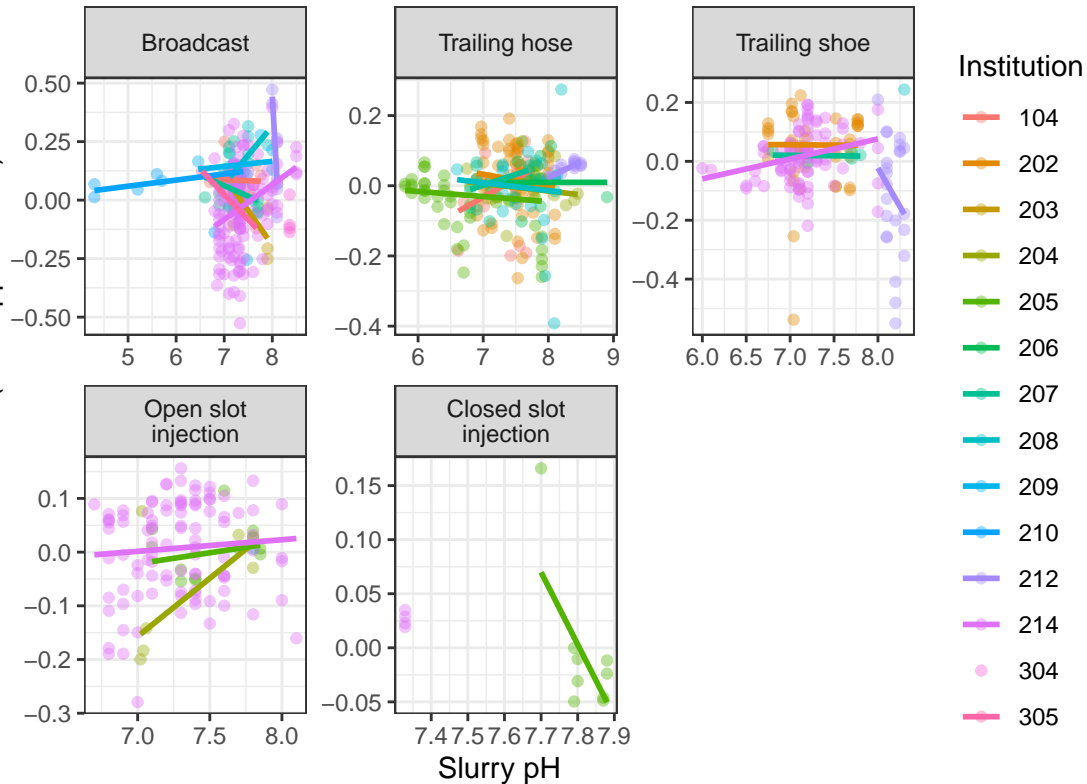 Broadcast
Trailing hose
Trailing shoe
0.50
0.25
0.00
−0.25
−0.50
5 6 7 8
0.2
0.0
−0.2
−0.4
6 7 8 9
0.2
0.0
−0.2
−0.4
6.0 6.5 7.0 7.5 8.0
Open slot
injection
Closed slot
injection
0.1
0.0
−0.1
−0.2
−0.3
7.0 7.5 8.0
0.15
0.10
0.05
0.00
−0.05
7.4 7.5 7.6 7.7 7.8 7.9
Slurry pH
Institution
104
202
203
204
205
206
207
208
209
210
212
214
304
305